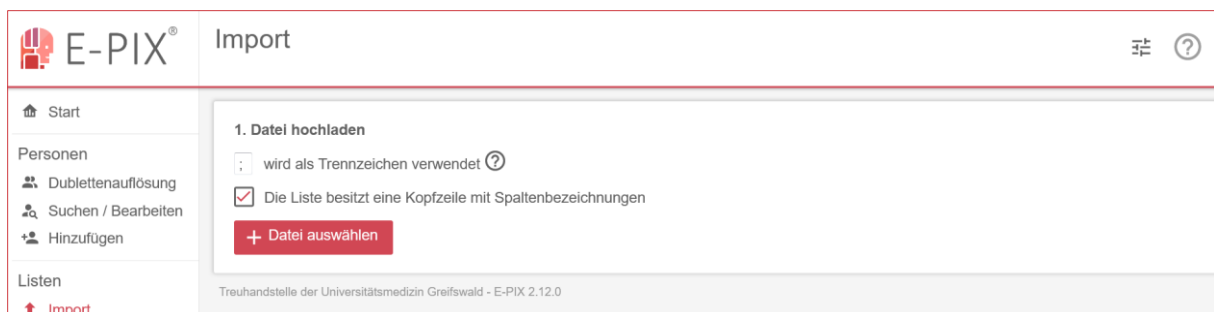 E-PIX®
Import
Start
Personen
Dublettenauflösung
Suchen / Bearbeiten
Hinzufügen
Listen
Import
1. Datei hochladen
; wird als Trennzeichen verwendet ?
Die Liste besitzt eine Kopfzeile mit Spaltenbezeichnungen
+ Datei auswählen
Treuhandstelle der Universitätsmedizin Greifswald - E-PIX 2.12.0